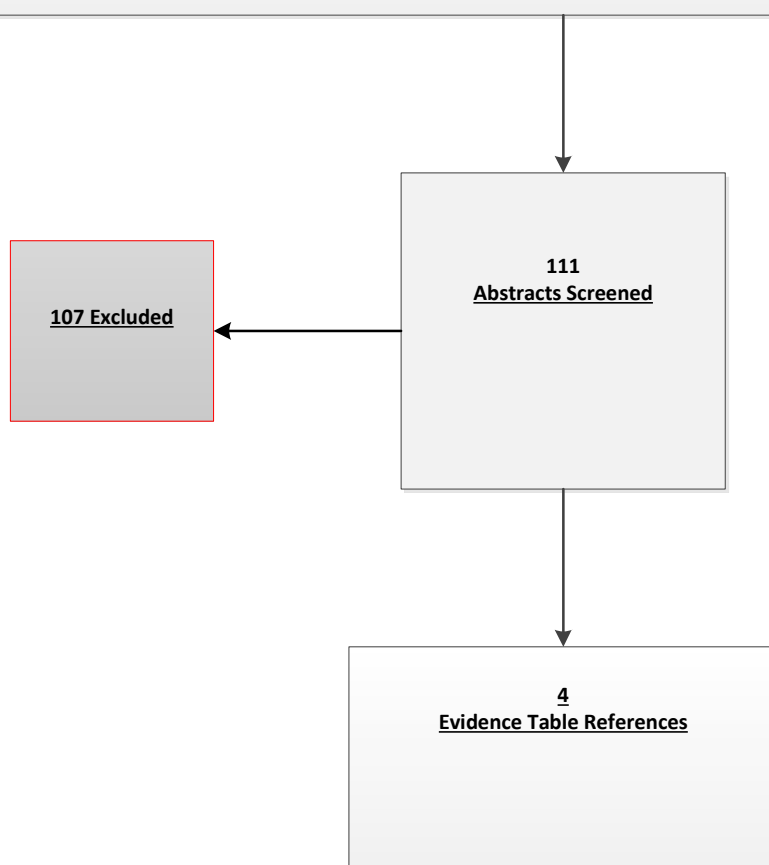 111
Abstracts Screened
107 Excluded
4
Evidence Table References